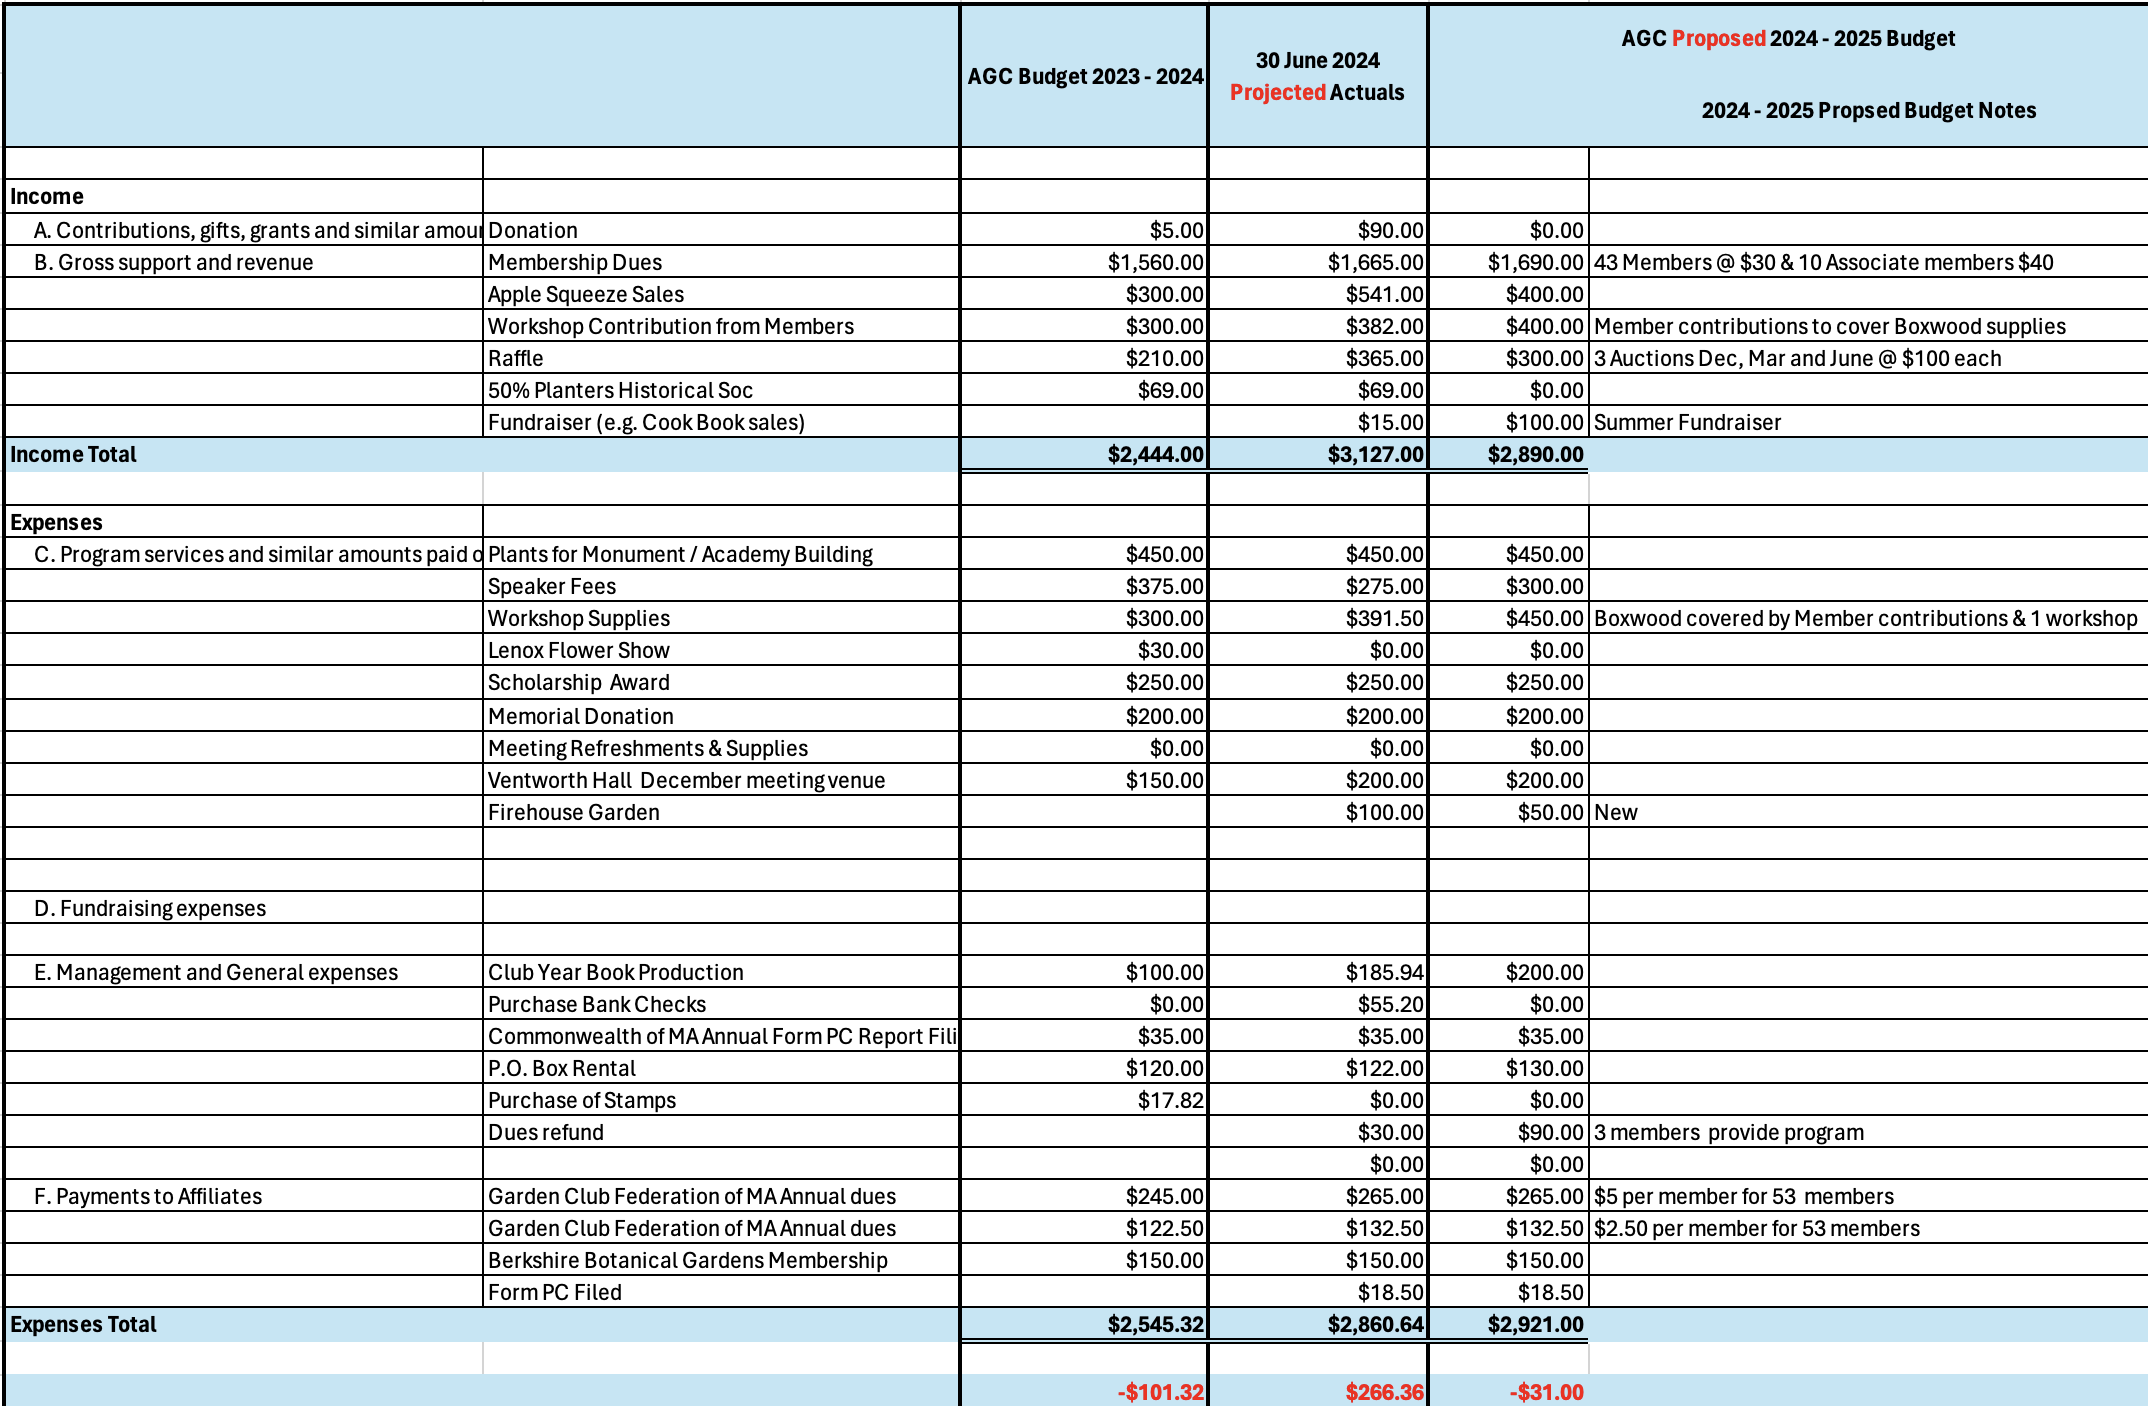 AGC Budget 2023 - 2024
30 June 2024
Projected Actuals
AGC Proposed 2024 - 2025 Budget
2024 - 2025 Propsed Budget Notes
Income
A. Contributions, gifts, grants and similar amour Donation $5.00 $90.00 $0.00
B. Gross support and revenue Membership Dues $1,560.00 $1,665.00 $1,690.00 43 Members @ $30 & 10 Associate members $40
Apple Squeeze Sales $300.00 $541.00 $400.00
Workshop Contribution from Members $300.00 $382.00 $400.00 Member contributions to cover Boxwood supplies
Raffle $210.00 $365.00 $300.00 3 Auctions Dec, Mar and June @ $100 each
50% Planters Historical Soc $69.00 $69.00 $0.00
Fundraiser (e.g. Cook Book sales) $15.00 $100.00 Summer Fundraiser
Income Total $2,444.00 $3,127.00 $2,890.00
Expenses
C. Program services and similar amounts paid o Plants for Monument / Academy Building $450.00 $450.00 $450.00
Speaker Fees $375.00 $275.00 $300.00
Workshop Supplies $300.00 $391.50 $450.00 Boxwood covered by Member contributions & 1 workshop
Lenox Flower Show $30.00 $0.00 $0.00
Scholarship Award $250.00 $250.00 $250.00
Memorial Donation $200.00 $200.00 $200.00
Meeting Refreshments & Supplies $0.00 $0.00 $0.00
Ventworth Hall December meeting venue $150.00 $200.00 $200.00
Firehouse Garden $100.00 $50.00 New
D. Fundraising expenses
E. Management and General expenses Club Year Book Production $100.00 $185.94 $200.00
Purchase Bank Checks $0.00 $55.20 $0.00
Commonwealth of MA Annual Form PC Report Fili $35.00 $35.00 $35.00
P.O. Box Rental $120.00 $122.00 $130.00
Purchase of Stamps $17.82 $0.00 $0.00
Dues refund $30.00 $90.00 3 members provide program
$0.00 $0.00
F. Payments to Affiliates Garden Club Federation of MA Annual dues $245.00 $265.00 $265.00 $5 per member for 53 members
Garden Club Federation of MA Annual dues $122.50 $132.50 $132.50 $2.50 per member for 53 members
Berkshire Botanical Gardens Membership $150.00 $150.00 $150.00
Form PC Filed $18.50 $18.50
Expenses Total $2,545.32 $2,860.64 $2,921.00
-$101.32 $266.36 -$31.00